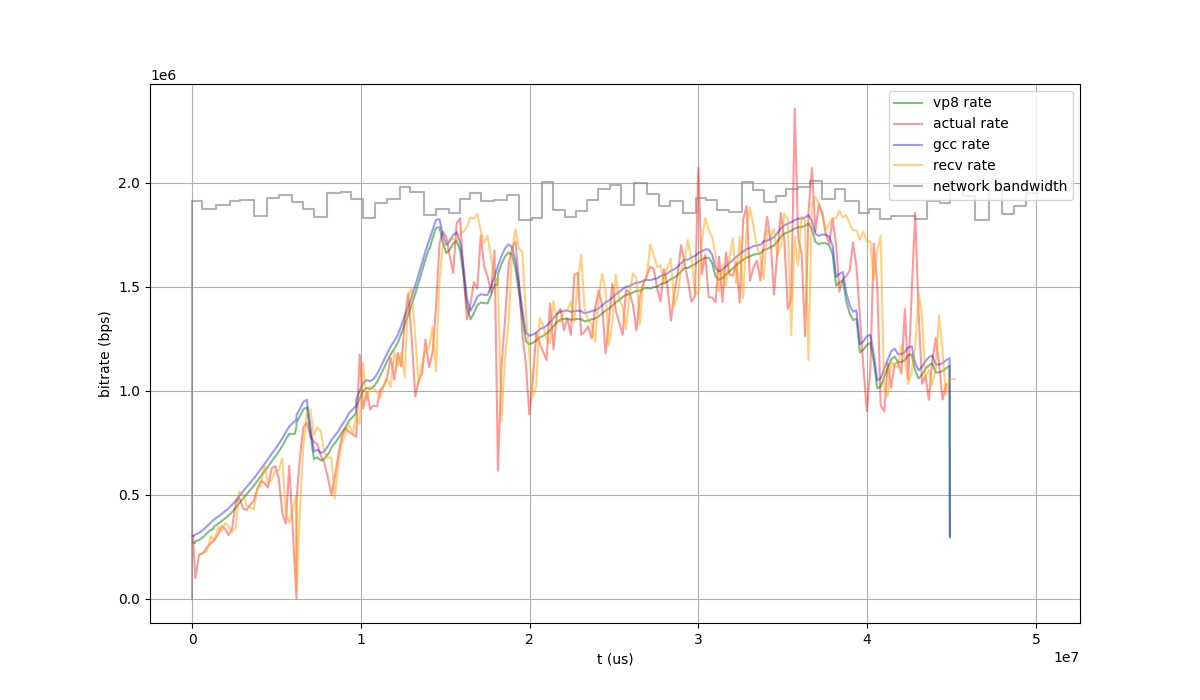 1e6
vp8 rate
actual rate
gcc rate
recv rate
network bandwidth
2.0
1.5
1.0
0.5
0.0
bitrate (bps)
0 1 2 3 4 5
t (us)
1e7